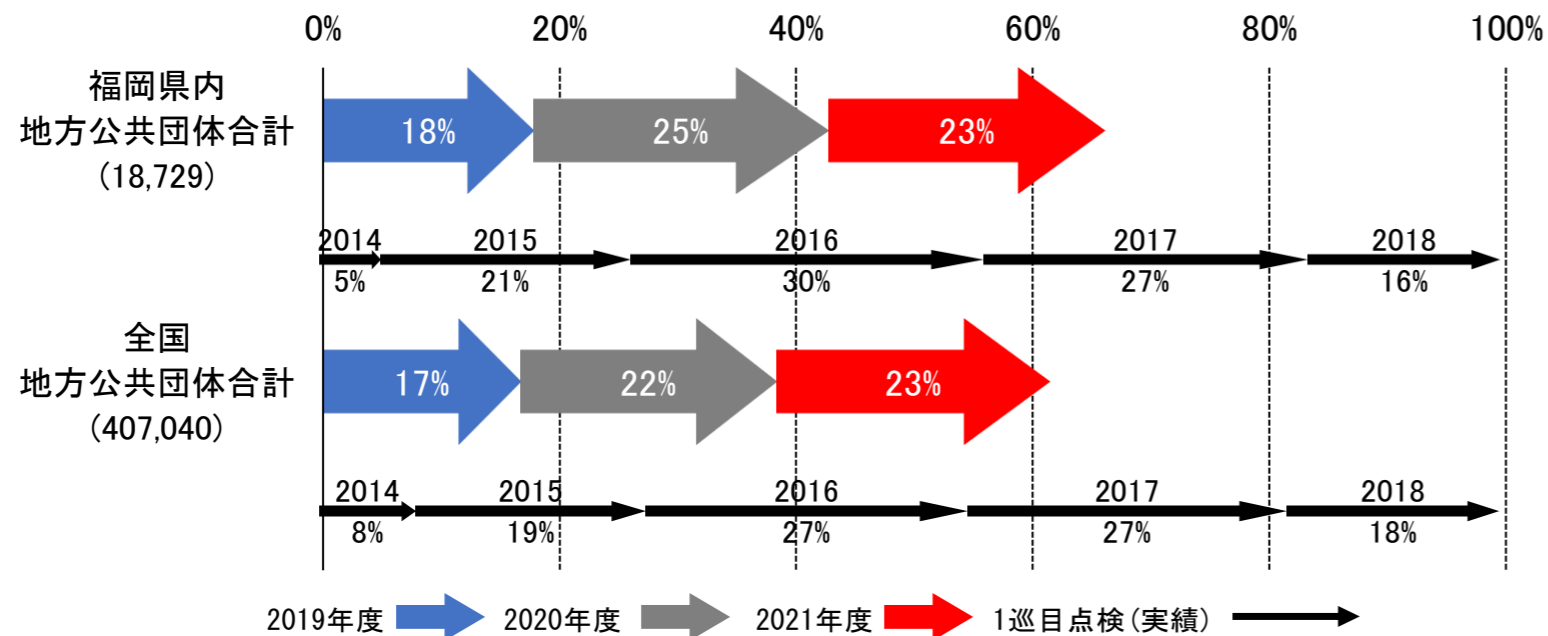 0% 20% 40% 60% 80% 100%
福岡県内
地方公共団体合計
(18,729)
18% 25% 23%
2014 2015 2016 2017 2018
5% 21% 30% 27% 16%
全国
地方公共団体合計
(407,040)
17% 22% 23%
2014 2015 2016 2017 2018
8% 19% 27% 27% 18%
2019年度 2020年度 2021年度 1巡目点検(実績)